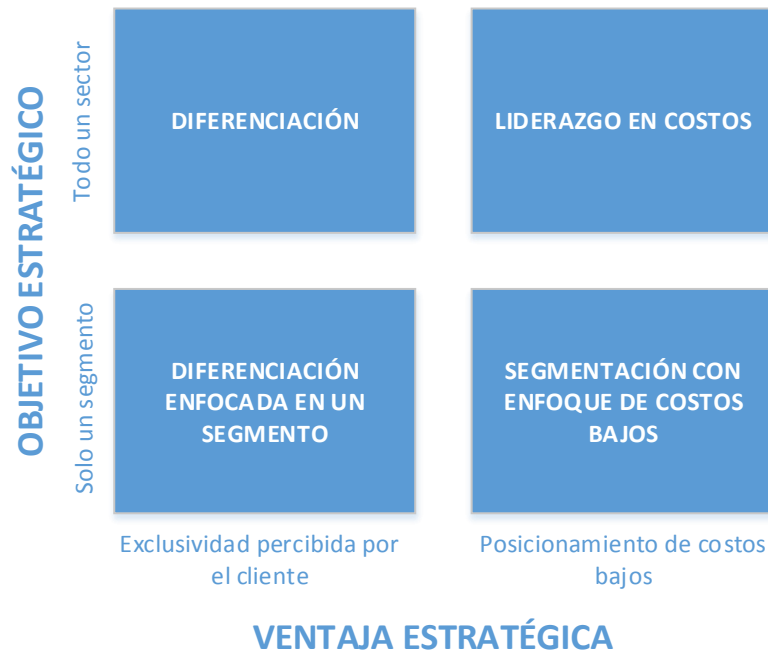 OBJETIVO ESTRATÉGICO
Todo un sector
DIFERENCIACIÓN
LIDERAZGO EN COSTOS
Solo un segmento
DIFERENCIACIÓN
ENFOCADA EN UN
SEGMENTO
SEGMENTACIÓN CON
ENFOQUE DE COSTOS
BAJOS
Exclusividad percibida por
el cliente
Posicionamiento de costos
bajos
VENTAJA ESTRATÉGICA